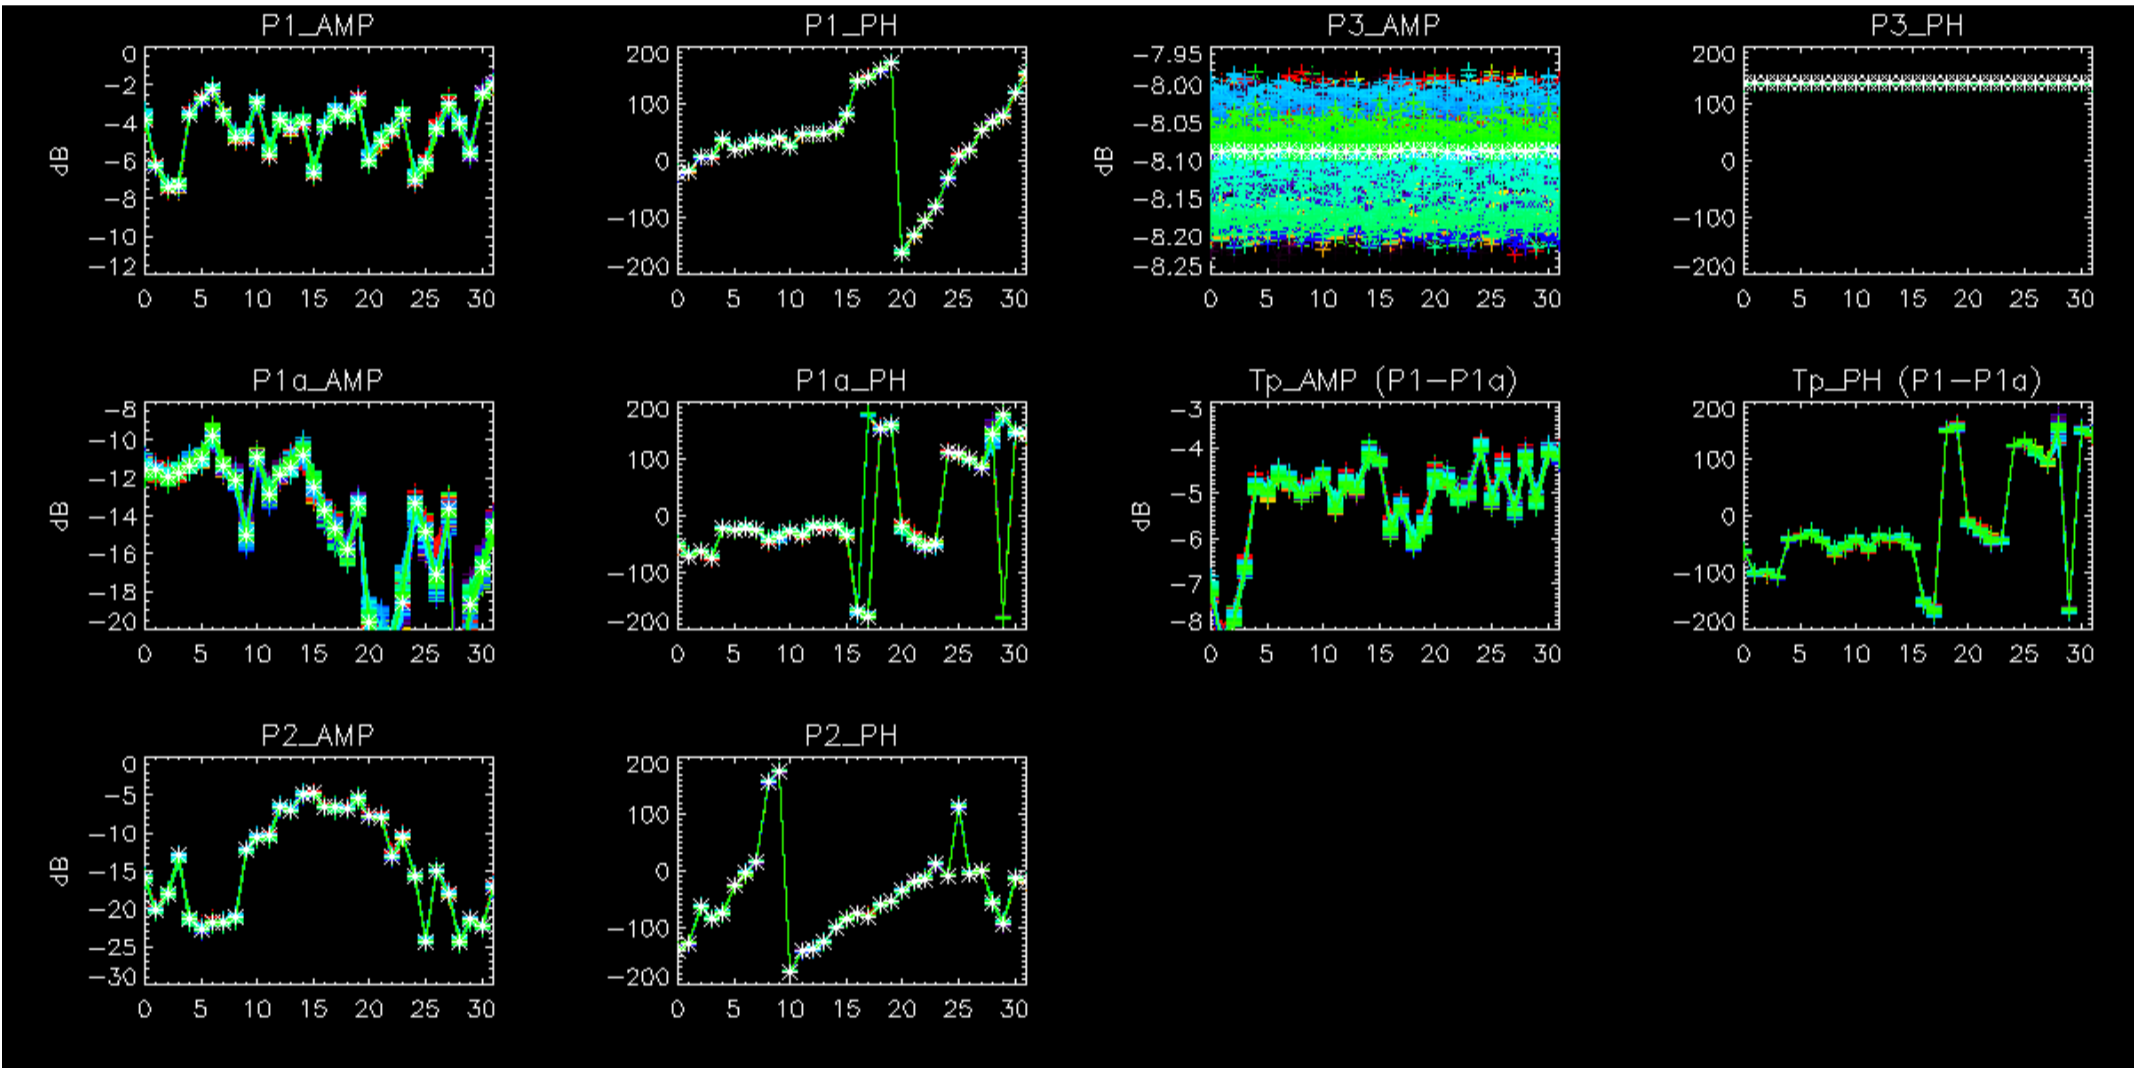 P1_AMP P1_PH P3_AMP P3_PH
0 200 -7.95 200
-2 100 -8.00 100
-4 0 -8.05 0
-6 -100 -8.10 -100
-8 -200 -8.15 -200
-10 -8.20
-12 -8.25
dB dB
0 5 10 15 20 25 30 0 5 10 15 20 25 30 0 5 10 15 20 25 30 0 5 10 15 20 25 30
P1a_AMP P1a_PH Tp_AMP (P1-P1a) Tp_PH (P1-P1a)
-8 200 -3 200
-10 100 -4 100
-12 0 -5 0
-14 -100 -6 -100
-16 -200 -7 -200
-18 -8
-20
dB dB
0 5 10 15 20 25 30 0 5 10 15 20 25 30 0 5 10 15 20 25 30 0 5 10 15 20 25 30
P2_AMP P2_PH
0 200
-5 100
-10 0
-15 -100
-20 -200
-25
-30
dB
0 5 10 15 20 25 30 0 5 10 15 20 25 30